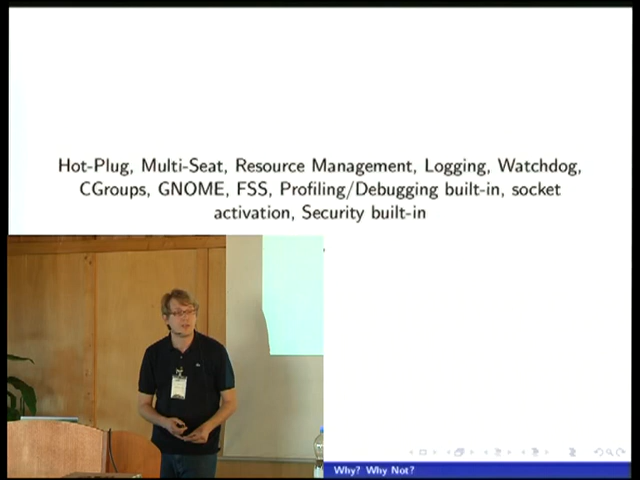 Hot-Plug, Multi-Seat, Resource Management, Logging, Watchdog,
CGroups, GNOME, FSS, Profiling/Debugging built-in, socket
activation, Security built-in
Why? Why Not?